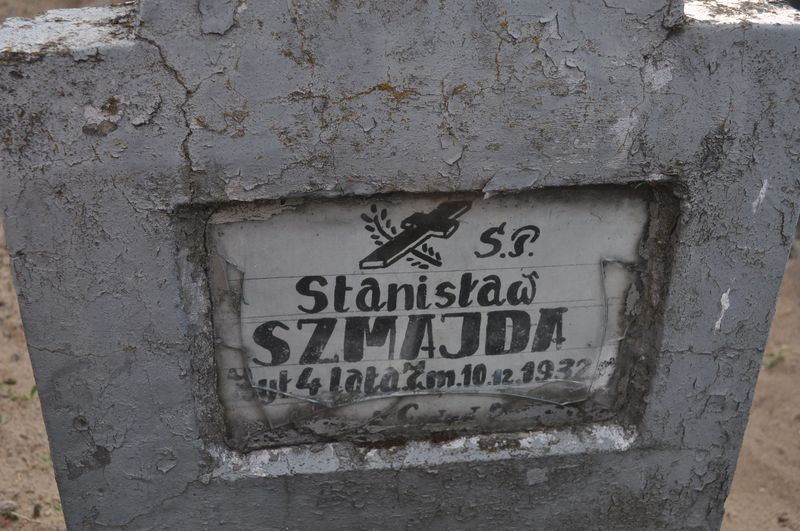 Ś.P.
Stanisław
SZMAJDA
żył 4 lata Zm. 10.12.1932